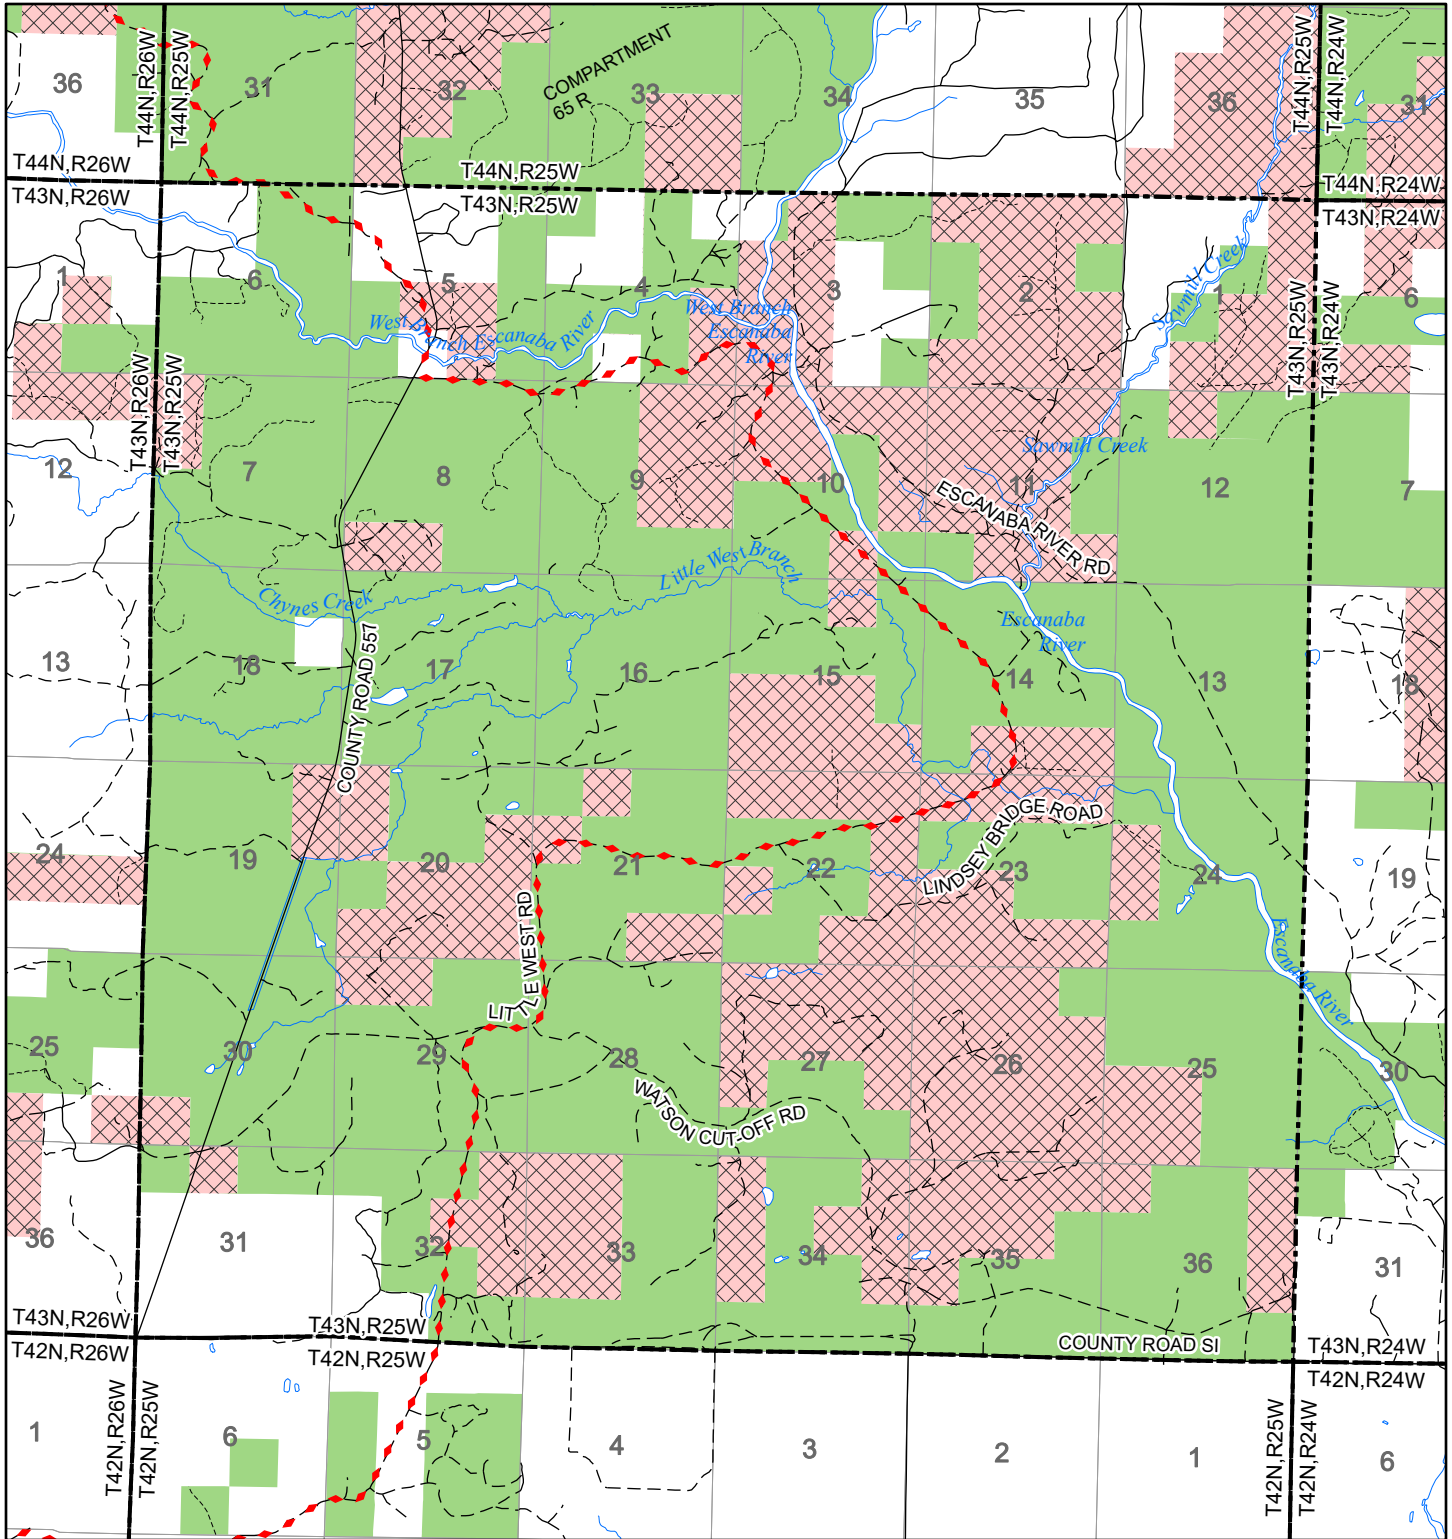 COMPARTMENT
65 R
36
31
32
33
34
35
36
31
T44N,R26W
T44N,R25W
T44N,R25W
T44N,R24W
T44N,R26W
T44N,R25W
T44N,R24W
T43N,R26W
T43N,R25W
T43N,R24W
1
6
5
4
3
2
1
6
West Branch Escanaba River
West Branch
Escanaba
River
Sawmill Creek
T43N,R26W
T43N,R25W
T43N,R25W
T43N,R24W
Sawmill Creek
12
7
8
9
10
11
12
7
ESCANABA RIVER RD
Little West Branch
Chynes Creek
Escanaba
River
COUNTY ROAD 557
13
18
17
16
15
14
13
18
LINDSEY BRIDGE ROAD
24
19
20
21
22
23
24
19
LITTLE WEST RD
Escanaba River
25
30
29
28
27
26
25
30
WATSON CUT-OFF RD
36
31
32
33
34
35
36
31
T43N,R26W
T43N,R25W
COUNTY ROAD SI
T43N,R24W
T42N,R26W
T42N,R25W
T42N,R24W
T42N,R26W
T42N,R25W
T42N,R25W
T42N,R24W
1
6
5
4
3
2
1
6